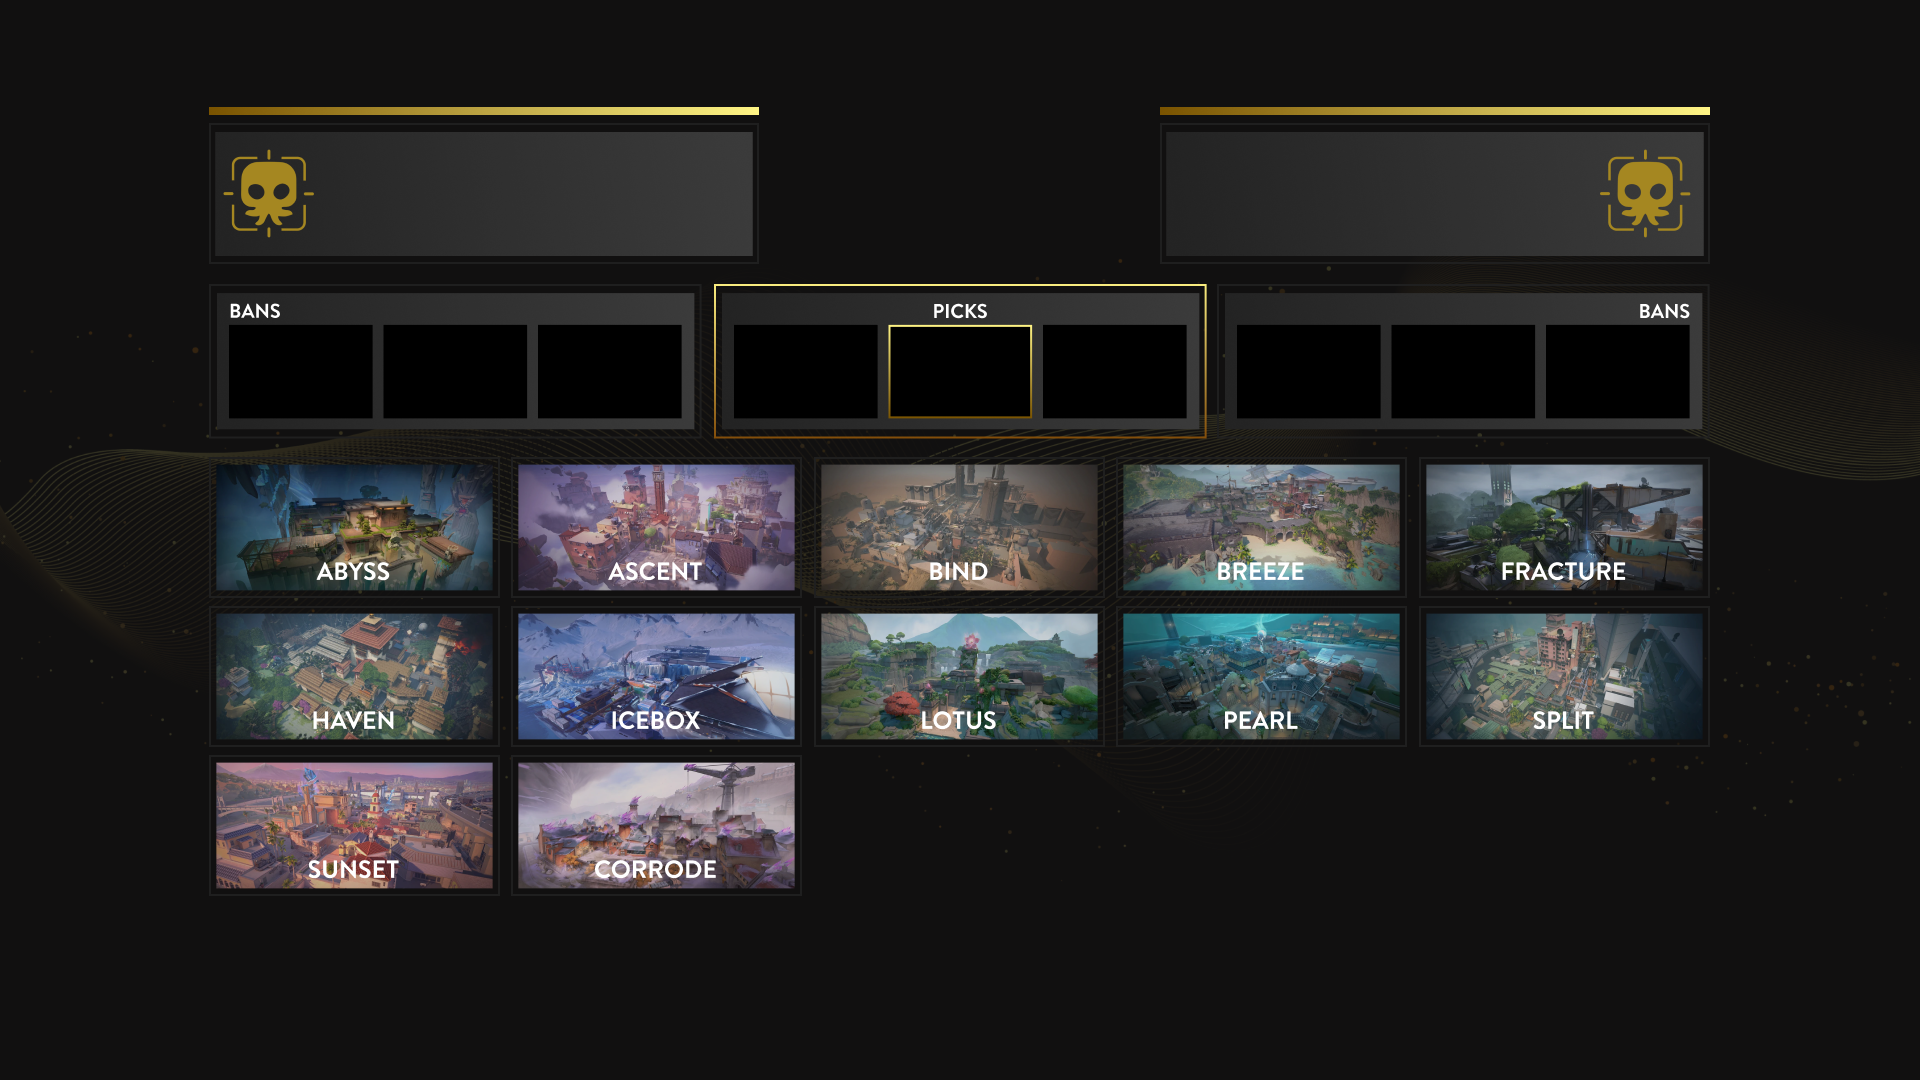 BANS
PICKS
BANS
ABYSS
ASCENT
BIND
BREEZE
FRACTURE
HAVEN
ICEBOX
LOTUS
PEARL
SPLIT
SUNSET
CORRODE